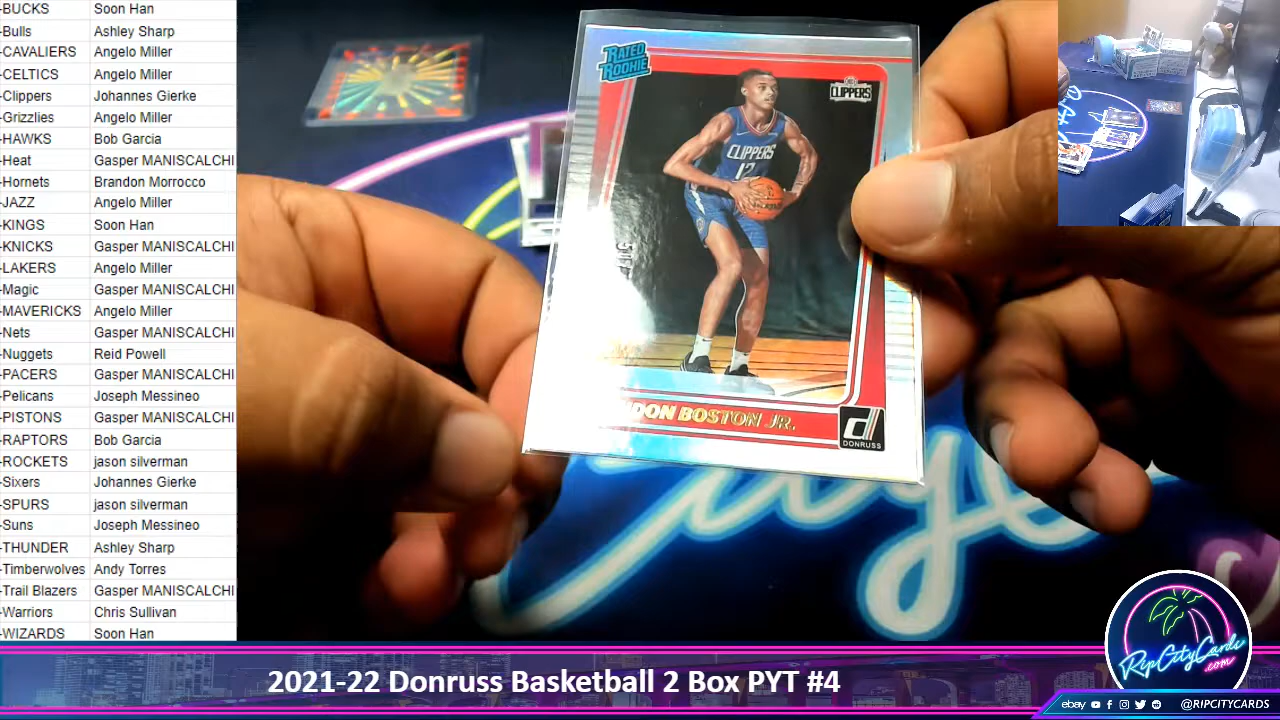 -BUCKS Soon Han
-Bulls Ashley Sharp
-CAVALIERS Angelo Miller
-CELTICS Angelo Miller
-Clippers Johannes Gierke
-Grizzlies Angelo Miller
-HAWKS Bob Garcia
-Heat Gasper MANISCALCHI
-Hornets Brandon Morrocco
-JAZZ Angelo Miller
-KINGS Soon Han
-KNICKS Gasper MANISCALCHI
-LAKERS Angelo Miller
-Magic Gasper MANISCALCHI
-MAVERICKS Angelo Miller
-Nets Gasper MANISCALCHI
-Nuggets Reid Powell
-PACERS Gasper MANISCALCHI
-Pelicans Joseph Messineo
-PISTONS Gasper MANISCALCHI
-RAPTORS Bob Garcia
-ROCKETS jason silverman
-Sixers Johannes Gierke
-SPURS jason silverman
-Suns Joseph Messineo
-THUNDER Ashley Sharp
-Timberwolves Andy Torres
-Trail Blazers Gasper MANISCALCHI
-Warriors Chris Sullivan
-WIZARDS Soon Han
RATED
ROOKIE
CLIPPERS
CLIPPERS
12
DON BOSTON JR.
DONRUSS
RipCityCards
.com
2021-22 Donruss Basketball 2 Box PYT #4
ebay @RIPCITYCARDS